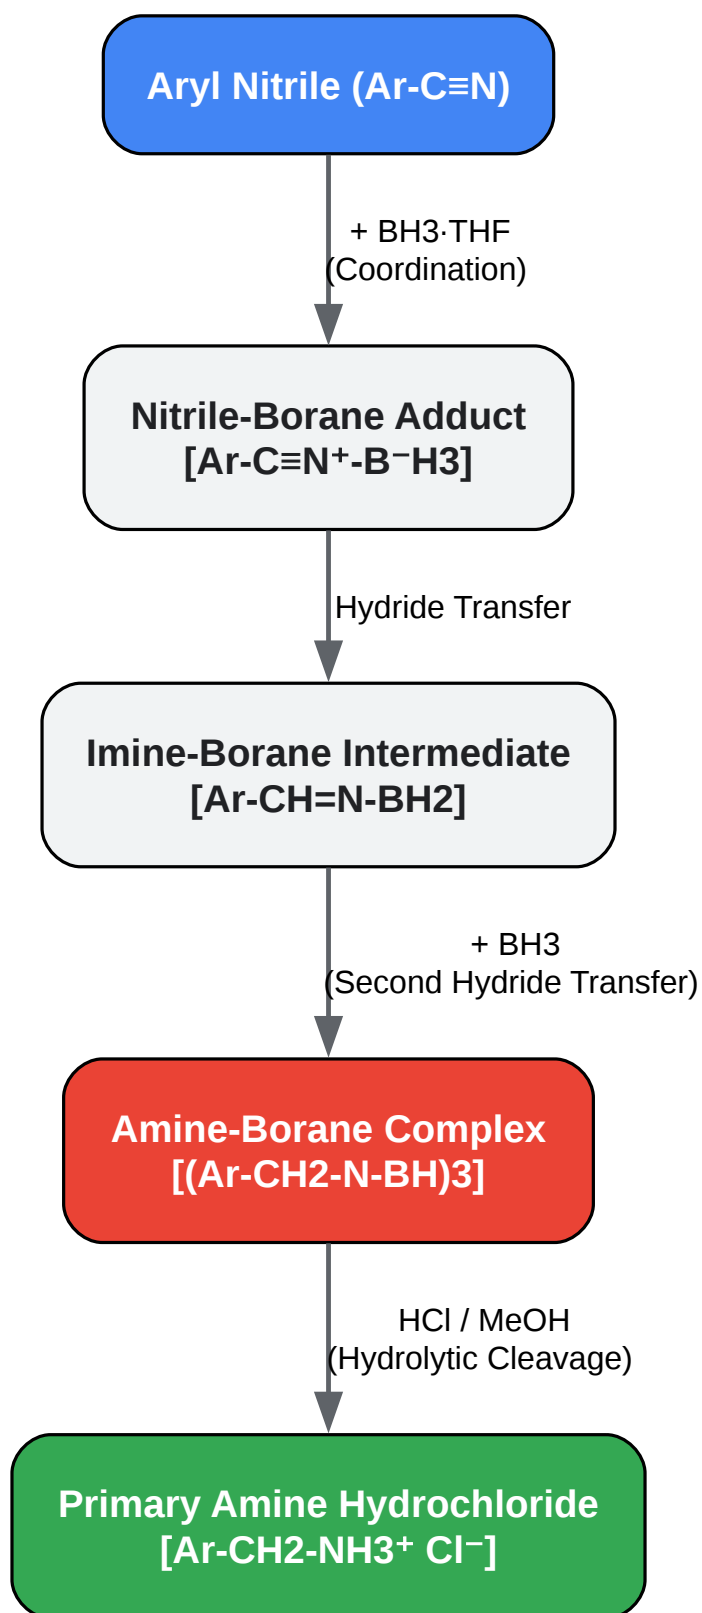 Aryl Nitrile (Ar-C≡N)
+ BH3·THF
(Coordination)
Nitrile-Borane Adduct
[Ar-C≡N⁺-B⁻H3]
Hydride Transfer
Imine-Borane Intermediate
[Ar-CH=N-BH2]
+ BH3
(Second Hydride Transfer)
Amine-Borane Complex
[(Ar-CH2-N-BH)3]
HCl / MeOH
(Hydrolytic Cleavage)
Primary Amine Hydrochloride
[Ar-CH2-NH3⁺ Cl⁻]